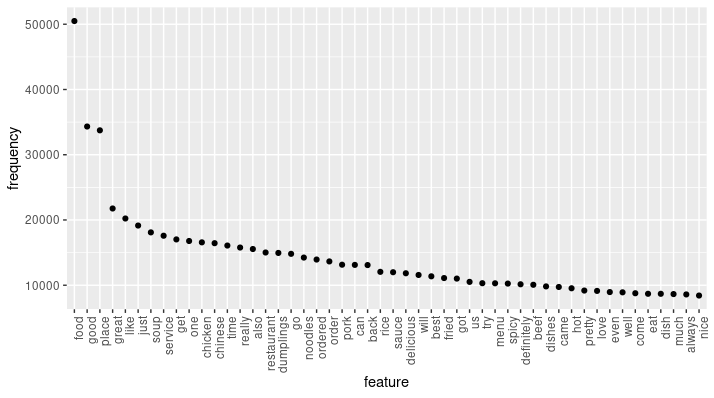 50000
40000
30000
20000
10000
frequency
food
good
place
great
like
just
soup
service
get
one
chicken
chinese
time
really
also
restaurant
dumplings
go
noodles
ordered
order
pork
can
back
rice
sauce
delicious
will
best
fried
got
us
try
menu
spicy
definitely
beef
dishes
came
hot
pretty
love
even
well
come
eat
dish
much
always
nice
feature